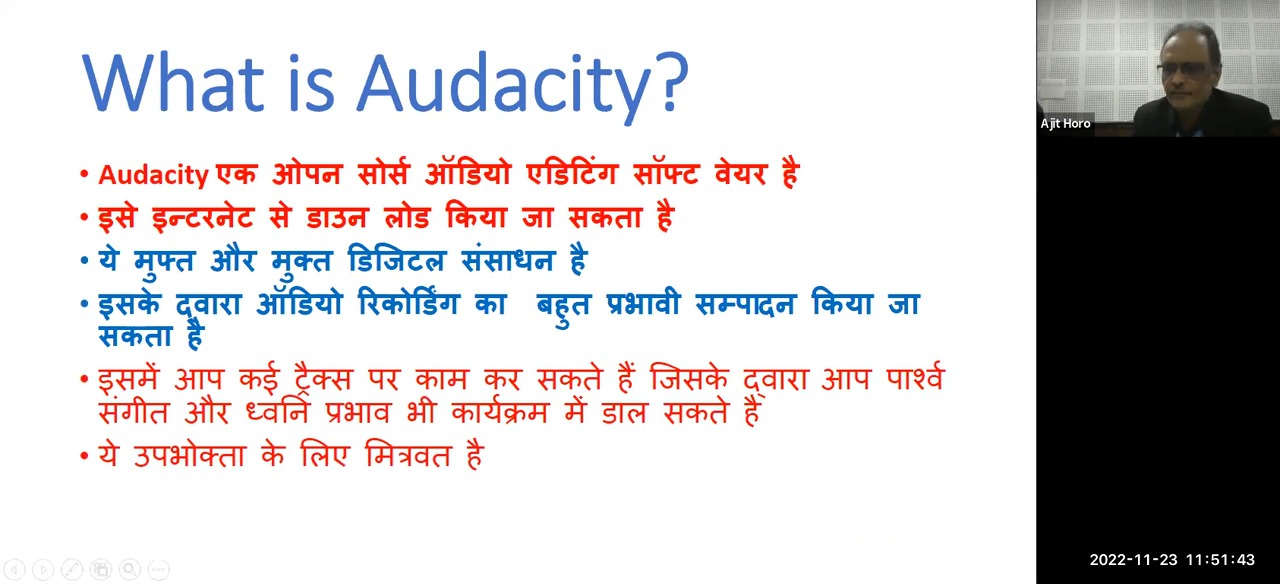 What is Audacity?
• Audacity एक ओपन सोर्स ऑडियो एडिटिंग सॉफ्ट वेयर है
• इसे इन्टरनेट से डाउन लोड किया जा सकता है
• ये मुफ्त और मुक्त डिजिटल संसाधन है
• इसके द्वारा ऑडियो रिकोर्डिंग का बहुत प्रभावी सम्पादन किया जा
सकता है
• इसमें आप कई ट्रैक्स पर काम कर सकते हैं जिसके द्वारा आप पार्श्व
संगीत और ध्वनि प्रभाव भी कार्यक्रम में डाल सकते है
• ये उपभोक्ता के लिए मित्रवत है
Ajit Horo
2022-11-23 11:51:43